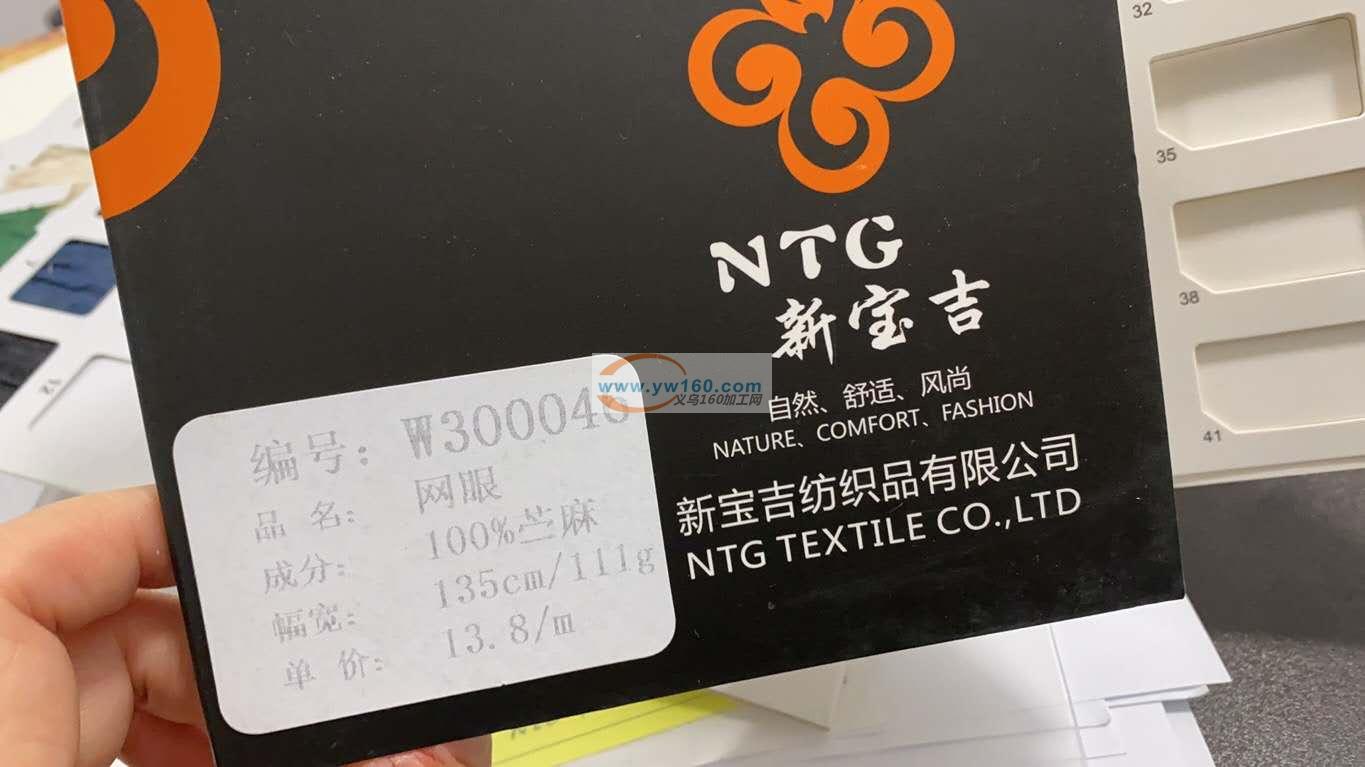 32
35
38
41
12
NTG
新宝吉
自然、舒适、风尚
NATURE、COMFORT、FASHION
新宝吉纺织品有限公司
NTG TEXTILE CO.,LTD
www.yw160.com
义乌160加工网
编号: W300046
品 名: 网眼
成分: 100%苎麻
幅宽: 135cm/111g
单 价: 13.8/m